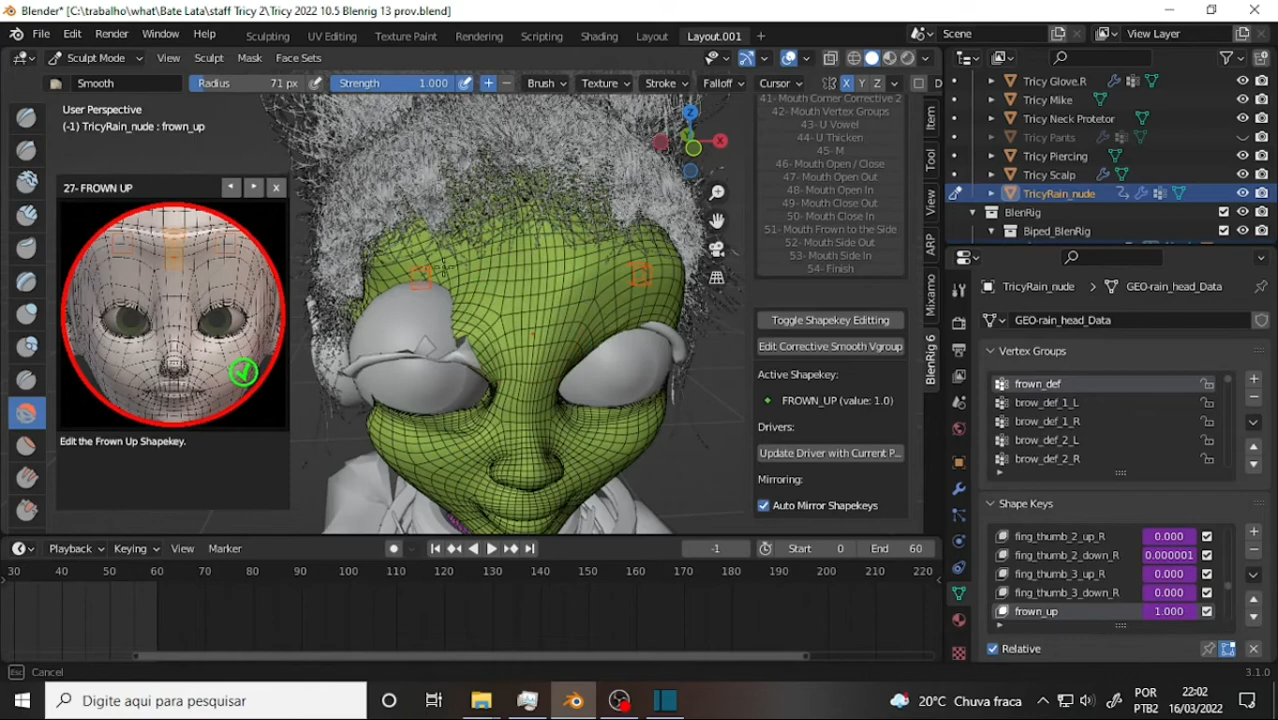 Blender* [C:\trabalho\what\Bate Lata\staff Tricy 2\Tricy 2022 10.5 Blenrig 13 prov.blend]
File Edit Render Window Help Sculpting UV Editing Texture Paint Rendering Scripting Shading Layout Layout.001 + Scene View Layer
Sculpt Mode View Sculpt Mask Face Sets
Smooth Radius 71 px Strength 1.000 + − Brush Texture Stroke Falloff Cursor X Y Z
User Perspective
(-1) TricyRain_nude : frown_up
27- FROWN UP
Edit the Frown Up Shapekey.
Z
X
41- Mouth Corner Corrective 2
42- Mouth Vertex Groups
43- U Vowel
44- U Thicken
45- M
46- Mouth Open / Close
47- Mouth Open Out
48- Mouth Open In
49- Mouth Close Out
50- Mouth Close In
51- Mouth Frown to the Side
52- Mouth Side Out
53- Mouth Side In
54- Finish
Toggle Shapekey Editing
Edit Corrective Smooth Vgroup
Active Shapekey:
FROWN_UP (value: 1.0)
Drivers:
Update Driver with Current P...
Mirroring:
Auto Mirror Shapekeys
Item
Tool
View
ARP
Mixamo
BlenRig 6
Tricy Glove.R
Tricy Mike
Tricy Neck Protetor
Tricy Pants
Tricy Piercing
Tricy Scalp
TricyRain_nude
BlenRig
Biped_BlenRig
TricyRain_nude GEO-rain_head_Data
GEO-rain_head_Data
Vertex Groups
frown_def
brow_def_1_L
brow_def_1_R
brow_def_2_L
brow_def_2_R
Shape Keys
fing_thumb_2_up_R 0.000
fing_thumb_2_down_R 0.000001
fing_thumb_3_up_R 0.000
fing_thumb_3_down_R 0.000
frown_up 1.000
Relative
Playback Keying View Marker -1 Start 0 End 60
30 40 50 60 70 80 90 100 110 120 130 140 150 160 170 180 190 200 210 220
Esc Cancel 3.1.0
Digite aqui para pesquisar 20°C Chuva fraca POR 22:02
PTB2 16/03/2022